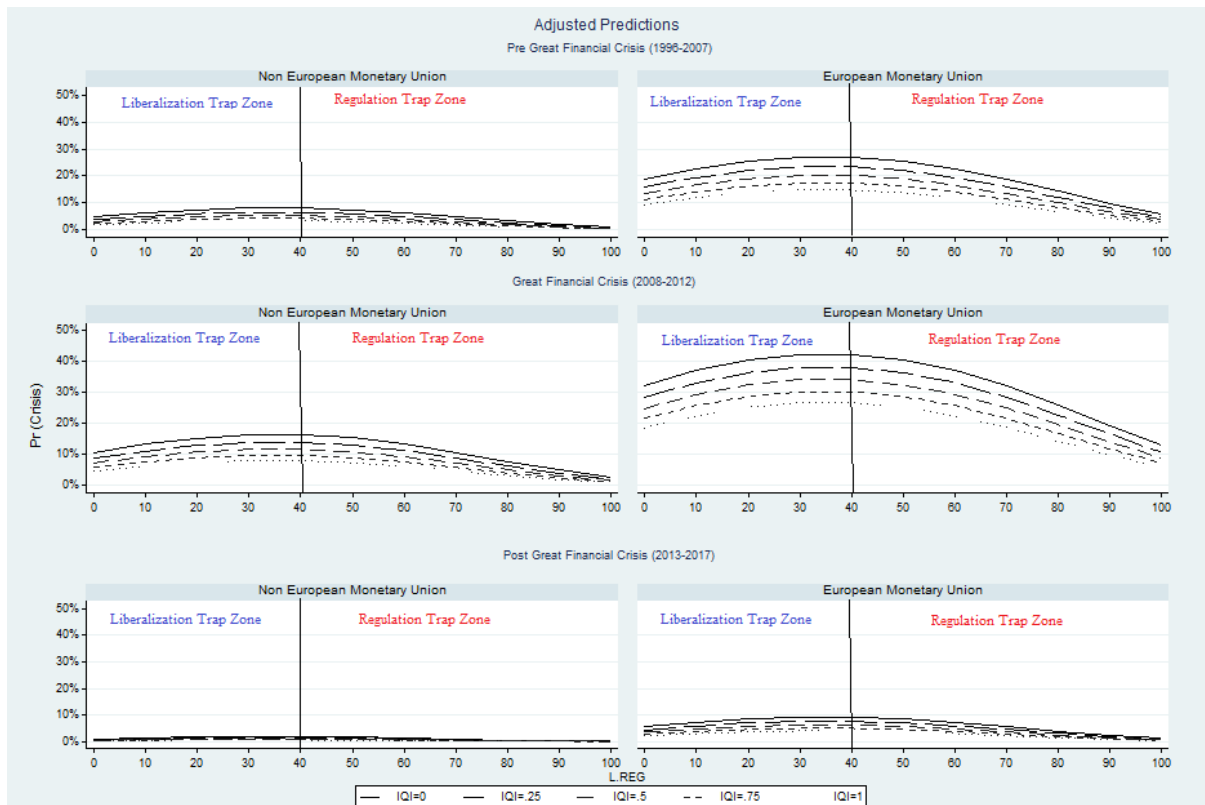 Adjusted Predictions
Pre Great Financial Crisis (1996-2007)
Non European Monetary Union
European Monetary Union
50%
40%
30%
20%
10%
0%
Liberalization Trap Zone
Regulation Trap Zone
Liberalization Trap Zone
Regulation Trap Zone
0 10 20 30 40 50 60 70 80 90 100
0 10 20 30 40 50 60 70 80 90 100
Great Financial Crisis (2008-2012)
Non European Monetary Union
European Monetary Union
50%
40%
30%
20%
10%
0%
Liberalization Trap Zone
Regulation Trap Zone
Liberalization Trap Zone
Regulation Trap Zone
Pr (Crisis)
0 10 20 30 40 50 60 70 80 90 100
0 10 20 30 40 50 60 70 80 90 100
Post Great Financial Crisis (2013-2017)
Non European Monetary Union
European Monetary Union
50%
40%
30%
20%
10%
0%
Liberalization Trap Zone
Regulation Trap Zone
Liberalization Trap Zone
Regulation Trap Zone
0 10 20 30 40 50 60 70 80 90 100
0 10 20 30 40 50 60 70 80 90 100
L.REG
IQI=0 IQI=.25 IQI=.5 IQI=.75 IQI=1